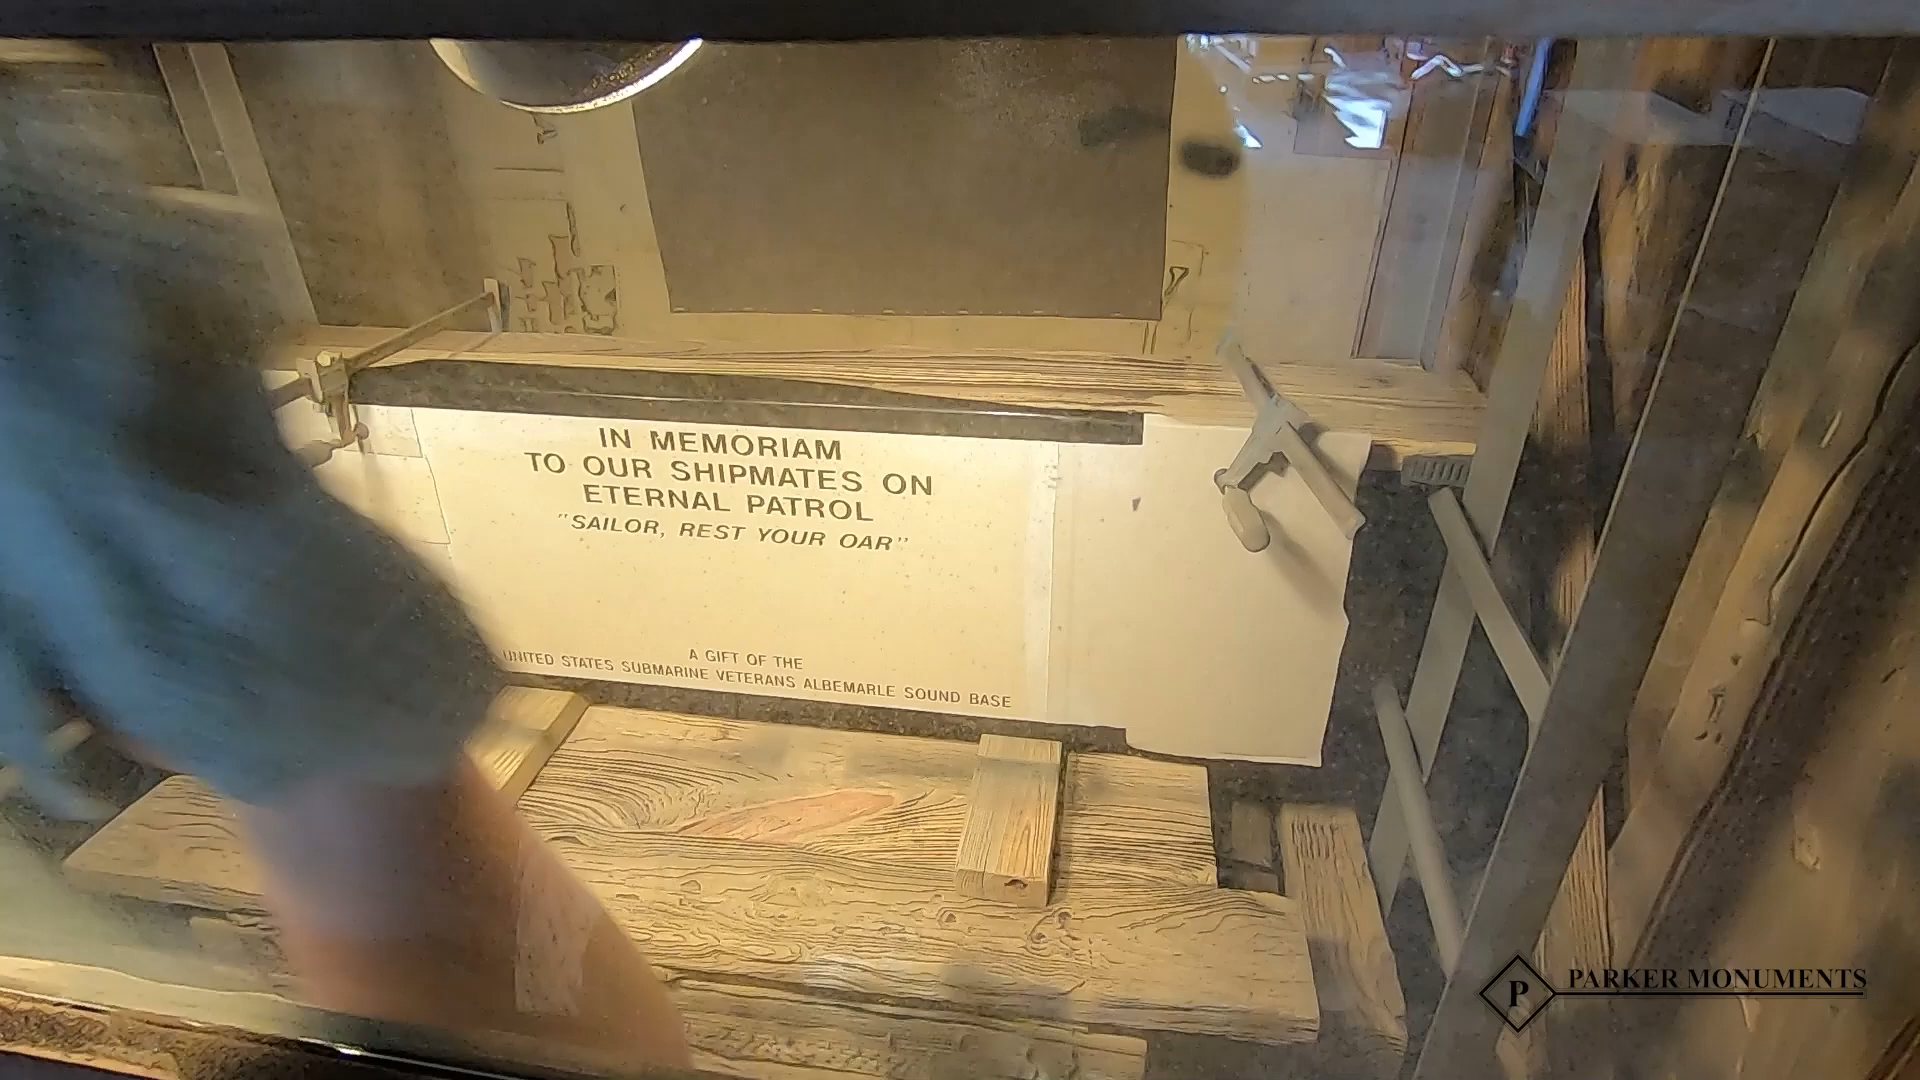 IN MEMORIAM
TO OUR SHIPMATES ON
ETERNAL PATROL
"SAILOR, REST YOUR OAR"
A GIFT OF THE
UNITED STATES SUBMARINE VETERANS ALBEMARLE SOUND BASE
P PARKER MONUMENTS